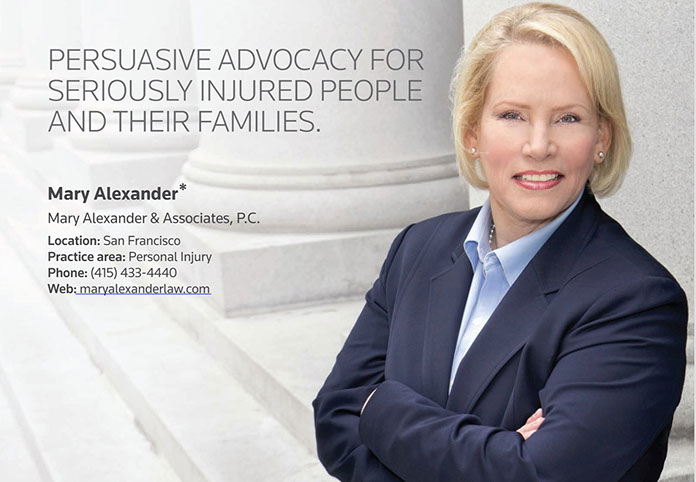 PERSUASIVE ADVOCACY FOR
SERIOUSLY INJURED PEOPLE
AND THEIR FAMILIES.
Mary Alexander*
Mary Alexander & Associates, P.C.
Location: San Francisco
Practice area: Personal Injury
Phone: (415) 433-4440
Web: maryalexanderlaw.com